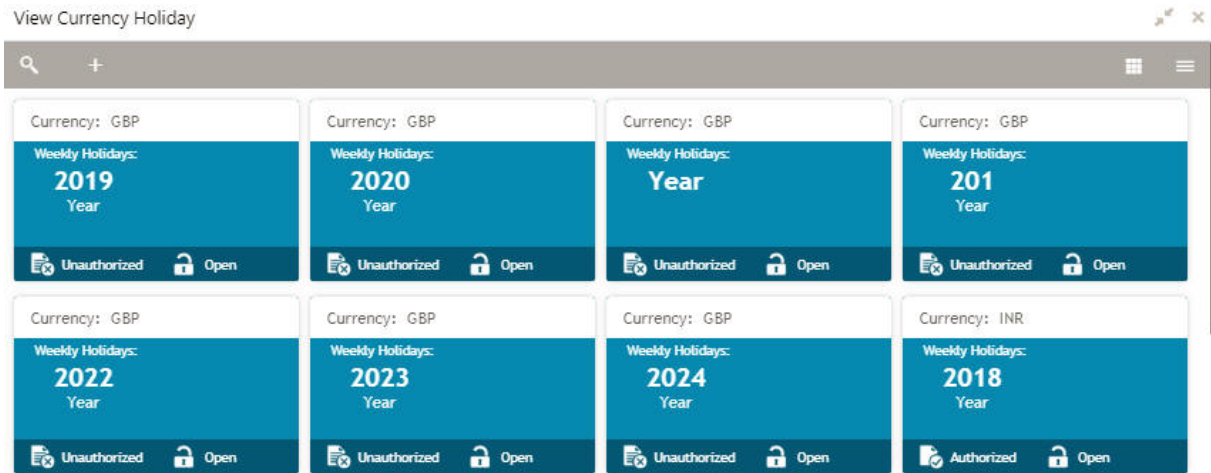 View Currency Holiday
Currency: GBP
Weekly Holidays:
2019
Year
Unauthorized Open
Currency: GBP
Weekly Holidays:
2020
Year
Unauthorized Open
Currency: GBP
Weekly Holidays:
Year
Unauthorized Open
Currency: GBP
Weekly Holidays:
201
Year
Unauthorized Open
Currency: GBP
Weekly Holidays:
2022
Year
Unauthorized Open
Currency: GBP
Weekly Holidays:
2023
Year
Unauthorized Open
Currency: GBP
Weekly Holidays:
2024
Year
Unauthorized Open
Currency: INR
Weekly Holidays:
2018
Year
Authorized Open